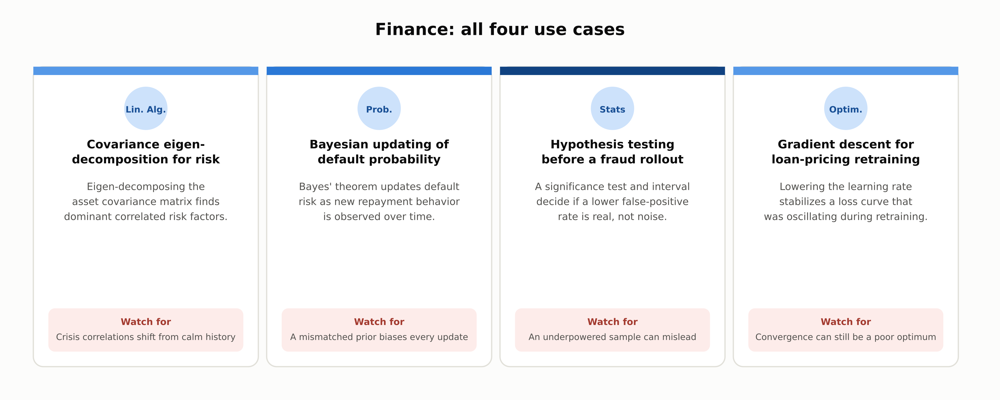 Finance: all four use cases
Lin. Alg.
Covariance eigen-
decomposition for risk
Eigen-decomposing the
asset covariance matrix finds
dominant correlated risk factors.
Watch for
Crisis correlations shift from calm history
Prob.
Bayesian updating of
default probability
Bayes' theorem updates default
risk as new repayment behavior
is observed over time.
Watch for
A mismatched prior biases every update
Stats
Hypothesis testing
before a fraud rollout
A significance test and interval
decide if a lower false-positive
rate is real, not noise.
Watch for
An underpowered sample can mislead
Optim.
Gradient descent for
loan-pricing retraining
Lowering the learning rate
stabilizes a loss curve that
was oscillating during retraining.
Watch for
Convergence can still be a poor optimum